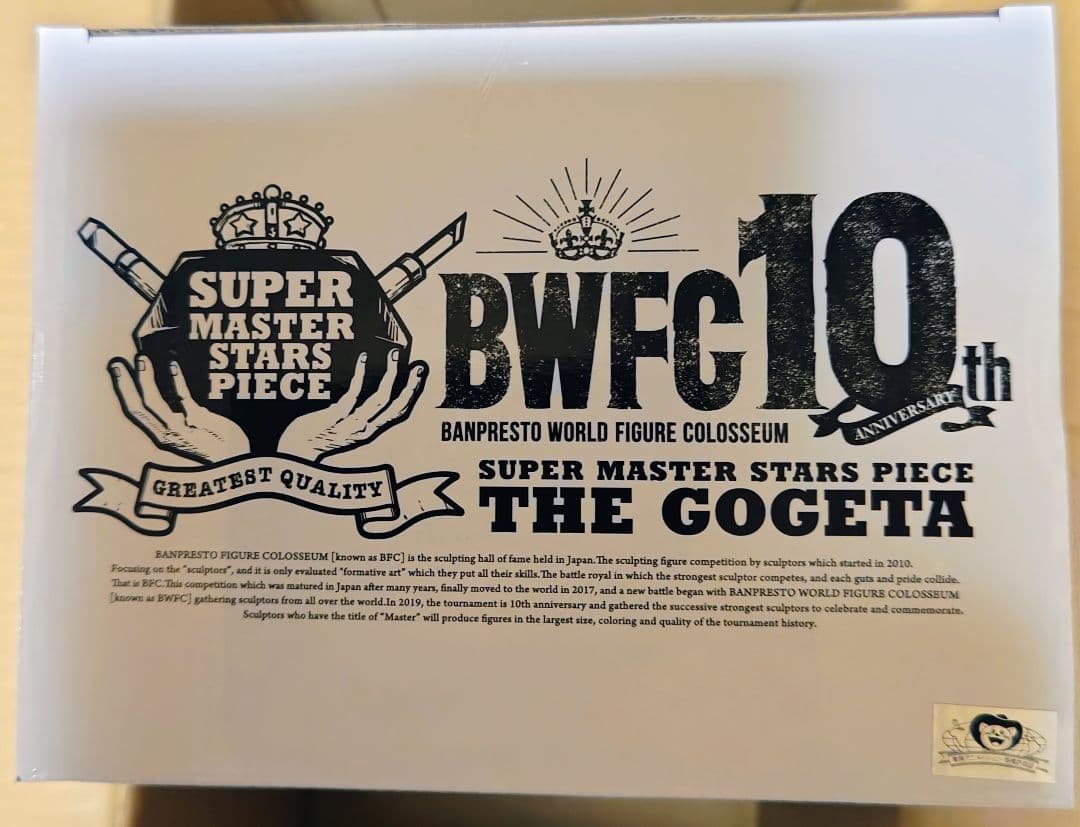 SUPER
MASTER
STARS
PIECE
GREATEST QUALITY
BWFC 10th
ANNIVERSARY
BANPRESTO WORLD FIGURE COLOSSEUM
SUPER MASTER STARS PIECE
THE GOGETA
BANPRESTO FIGURE COLOSSEUM [known as BFC] is the sculpting hall of fame held in Japan.The sculpting figure competition by sculptors which started in 2010.
Focusing on the "sculptors", and it is only evaluated "formative art" which they put all their skills.The battle royal in which the strongest sculptor competes, and each guts and pride collide.
That is BFC.This competition which was matured in Japan after many years, finally moved to the world in 2017, and a new battle began with BANPRESTO WORLD FIGURE COLOSSEUM
[known as BWFC] gathering sculptors from all over the world.In 2019, the tournament is 10th anniversary and gathered the successive strongest sculptors to celebrate and commemorate.
Sculptors who have the title of "Master" will produce figures in the largest size, coloring and quality of the tournament history.